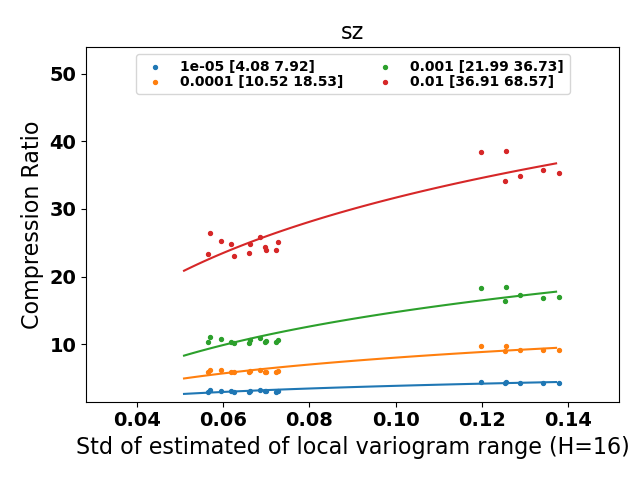 sz
1e-05 [4.08 7.92]
0.0001 [10.52 18.53]
0.001 [21.99 36.73]
0.01 [36.91 68.57]
Compression Ratio
50
40
30
20
10
0.04 0.06 0.08 0.10 0.12 0.14
Std of estimated of local variogram range (H=16)